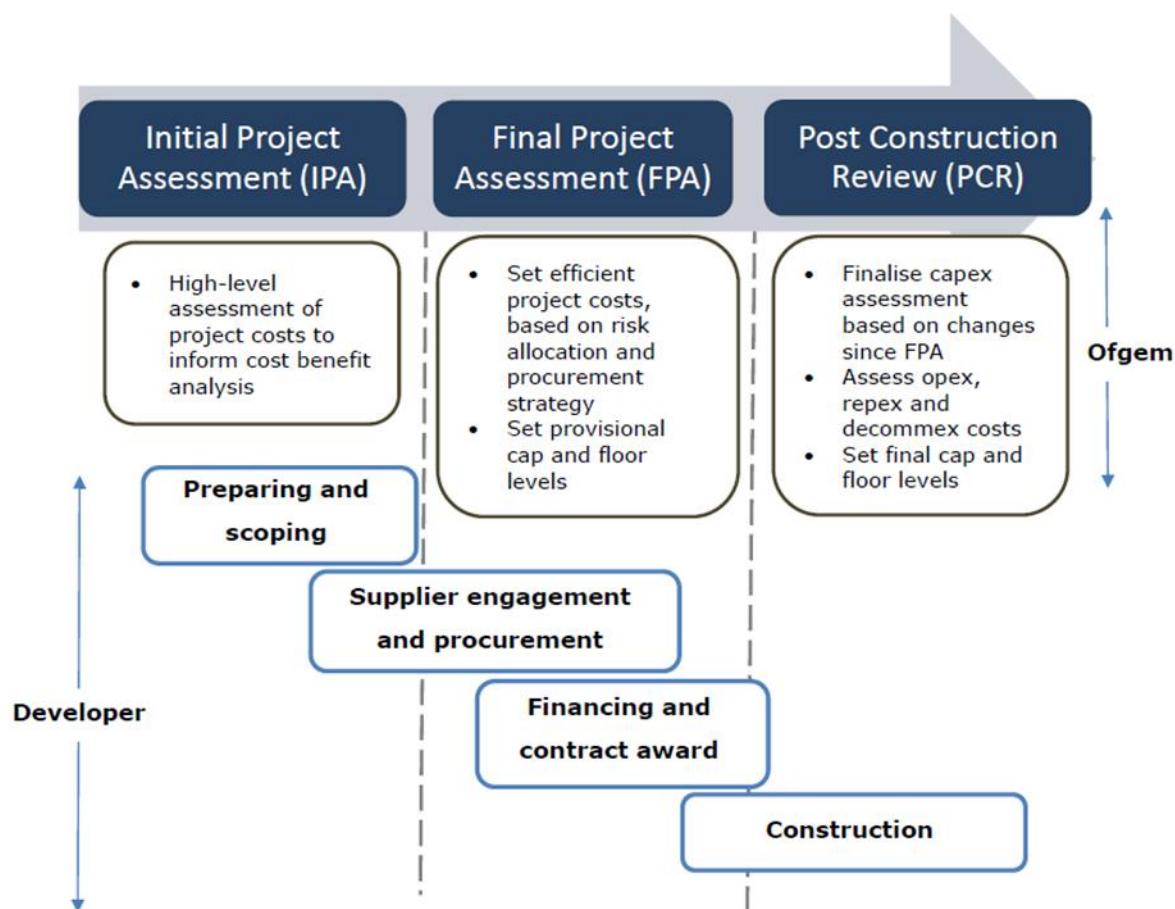 Initial Project
Assessment (IPA)
Final Project
Assessment (FPA)
Post Construction
Review (PCR)
• High-level
assessment of
project costs to
inform cost benefit
analysis
• Set efficient
project costs,
based on risk
allocation and
procurement
strategy
• Set provisional
cap and floor
levels
• Finalise capex
assessment
based on changes
since FPA
• Assess opex,
repex and
decommex costs
• Set final cap and
floor levels
Ofgem
Preparing and
scoping
Supplier engagement
and procurement
Developer
Financing and
contract award
Construction